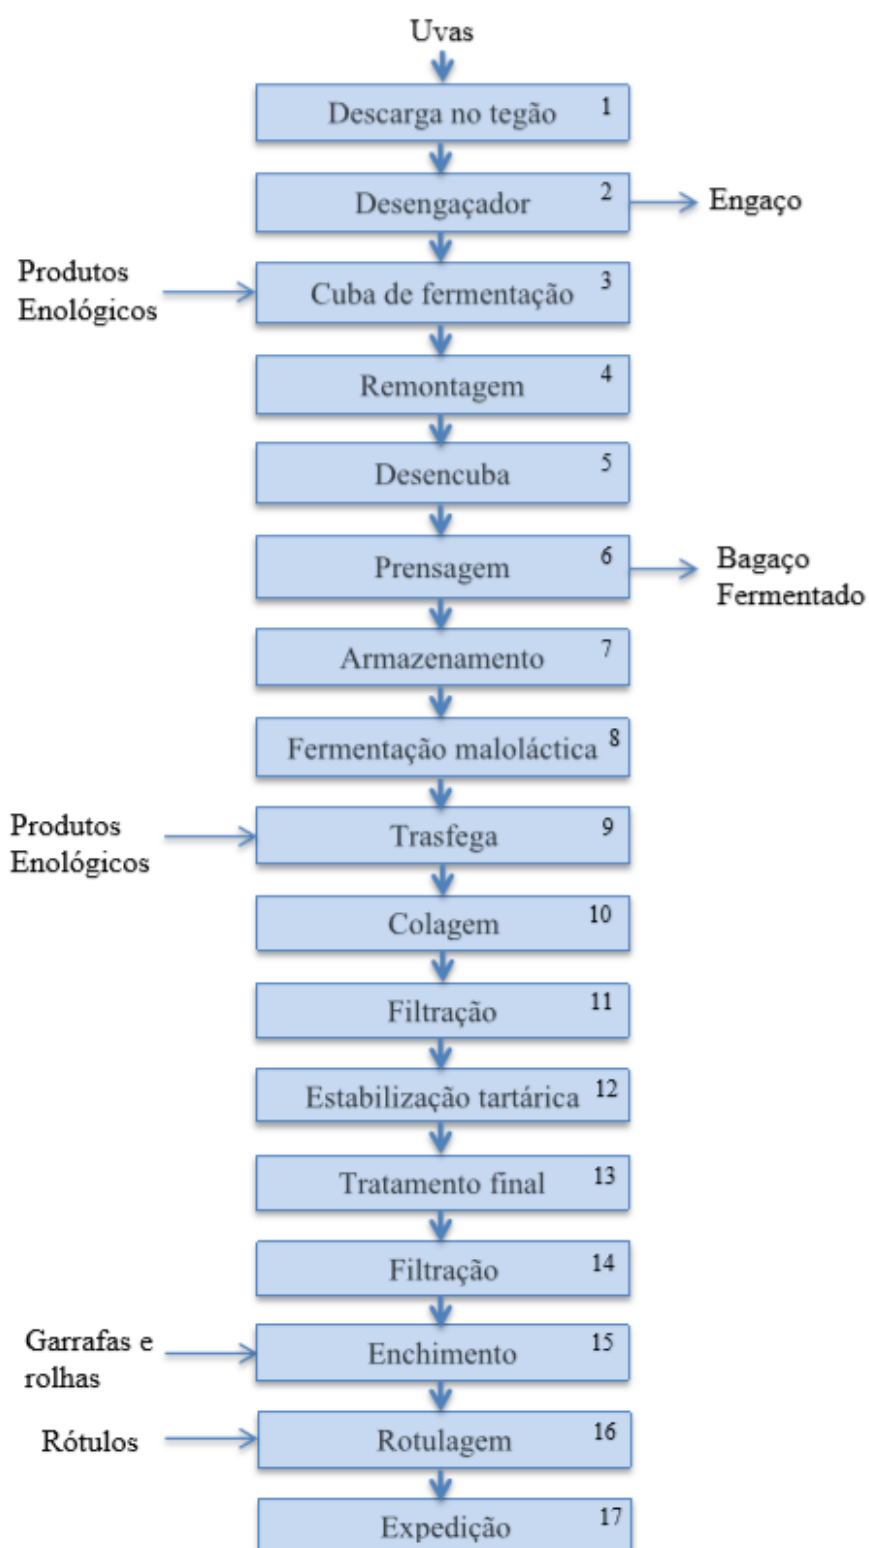 Uvas
Descarga no tegão 1
Desengaçador 2
Engaço
Produtos
Enológicos
Cuba de fermentação 3
Remontagem 4
Desencuba 5
Prensagem 6
Bagaço
Fermentado
Armazenamento 7
Fermentação maloláctica 8
Produtos
Enológicos
Trasfega 9
Colagem 10
Filtração 11
Estabilização tartárica 12
Tratamento final 13
Filtração 14
Garrafas e
rolhas
Enchimento 15
Rótulos
Rotulagem 16
Expedição 17